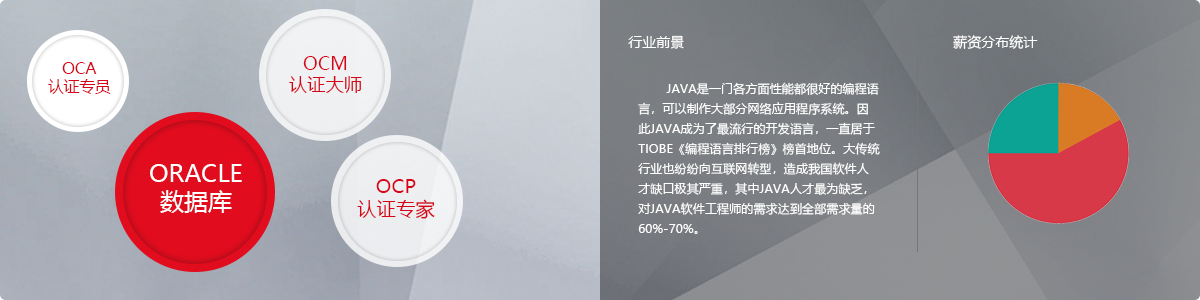 OCA
认证专员
OCM
认证大师
ORACLE
数据库
OCP
认证专家
行业前景
JAVA是一门各方面性能都很好的编程语
言，可以制作大部分网络应用程序系统。因
此JAVA成为了最流行的开发语言，一直居于
TIOBE《编程语言排行榜》榜首地位。大传统
行业也纷纷向互联网转型，造成我国软件人
才缺口极其严重，其中JAVA人才最为缺乏，
对JAVA软件工程师的需求达到全部需求量的
60%-70%。
薪资分布统计